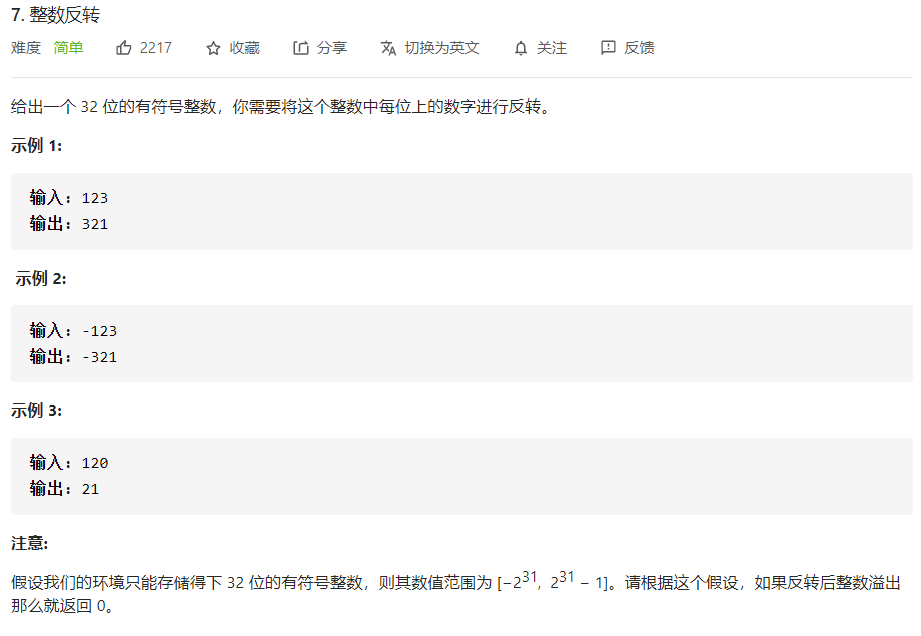 7. 整数反转
难度 简单 2217 收藏 分享 切换为英文 关注 反馈
给出一个 32 位的有符号整数，你需要将这个整数中每位上的数字进行反转。
示例 1:
输入: 123
输出: 321
示例 2:
输入: -123
输出: -321
示例 3:
输入: 120
输出: 21
注意:
假设我们的环境只能存储得下 32 位的有符号整数，则其数值范围为 [−2³¹, 2³¹ − 1]。请根据这个假设，如果反转后整数溢出
那么就返回 0。